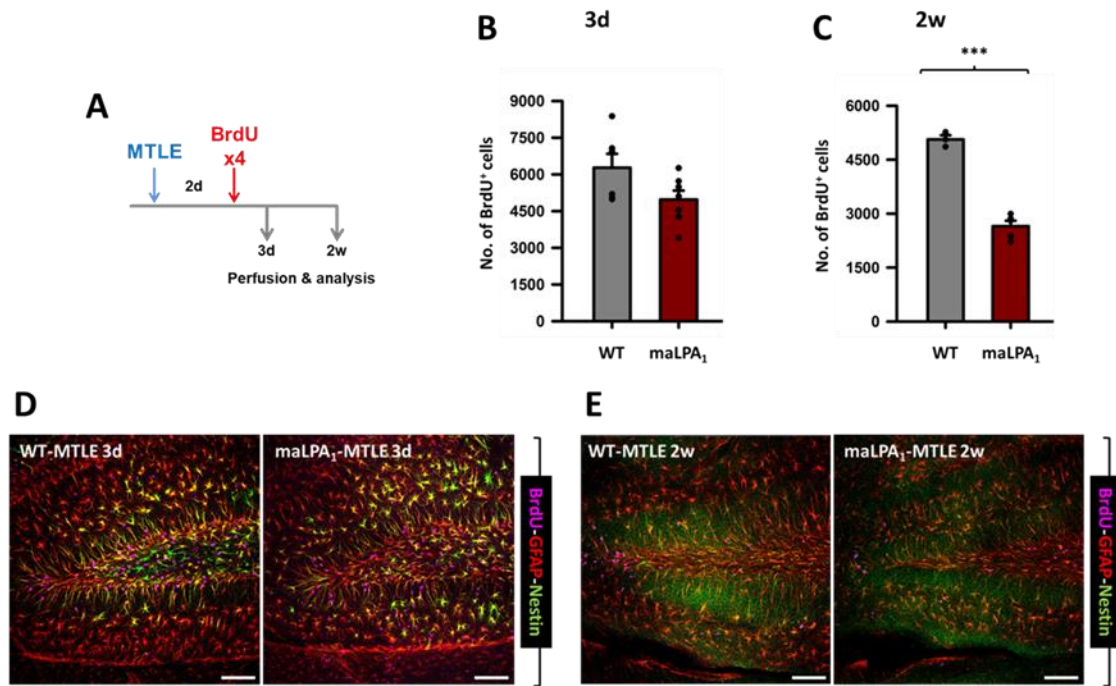 A
MTLE
BrdU
x4
2d
3d
2w
Perfusion & analysis
B
3d
No. of BrdU⁺ cells
9000
7500
6000
4500
3000
1500
0
WT
maLPA₁
C
2w
***
No. of BrdU⁺ cells
6000
4500
3000
1500
0
WT
maLPA₁
D
WT-MTLE 3d
maLPA₁-MTLE 3d
BrdU-GFAP-Nestin
E
WT-MTLE 2w
maLPA₁-MTLE 2w
BrdU-GFAP-Nestin